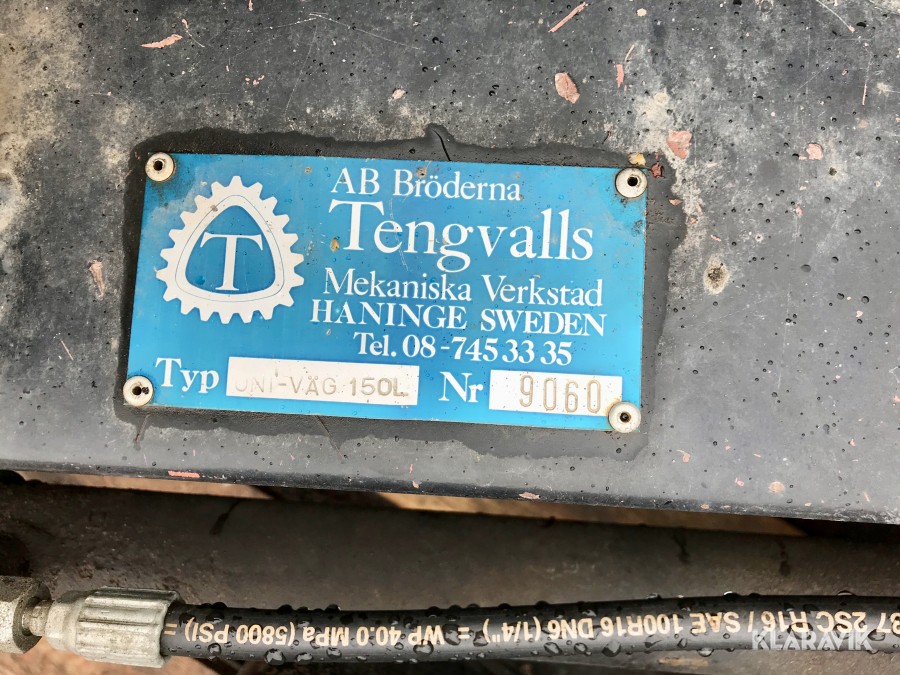 T
AB Bröderna
Tengvalls
Mekaniska Verkstad
HANINGE SWEDEN
Tel. 08-745 33 35
Typ UNI-VÄG 150L Nr 9060
7 2SC R16 / SAE 100R16 DN6 (1/4") = WP 40.0 MPa (5800 PSI) =
KLARAVIK